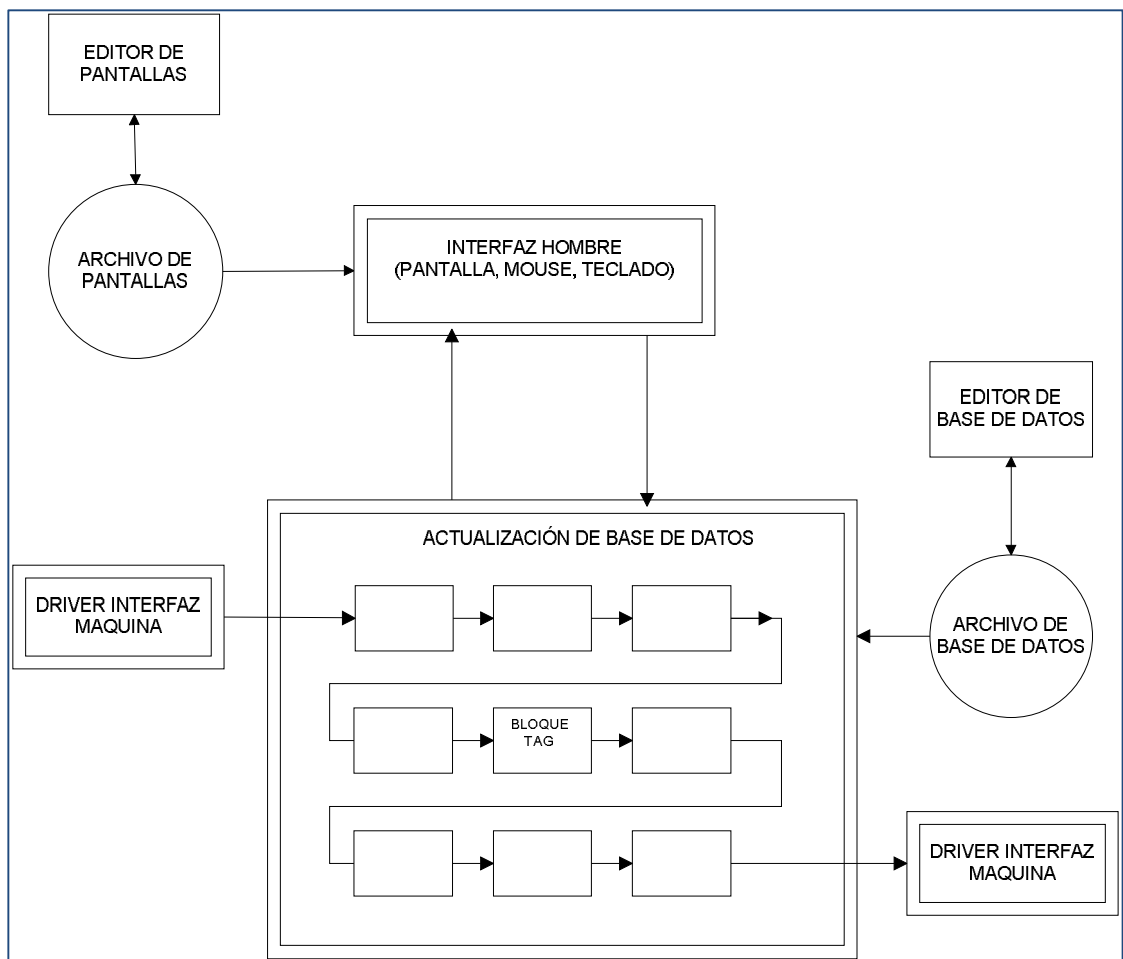 EDITOR DE
PANTALLAS
ARCHIVO DE
PANTALLAS
INTERFAZ HOMBRE
(PANTALLA, MOUSE, TECLADO)
EDITOR DE
BASE DE DATOS
ACTUALIZACIÓN DE BASE DE DATOS
DRIVER INTERFAZ
MAQUINA
ARCHIVO DE
BASE DE DATOS
BLOQUE
TAG
DRIVER INTERFAZ
MAQUINA